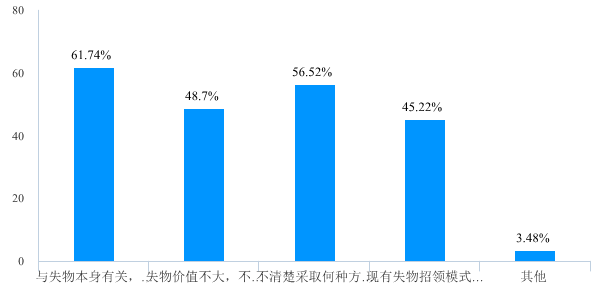 80
60
40
20
0
61.74%
48.7%
56.52%
45.22%
3.48%
与失物本身有关，...
失物价值不大，不...
不清楚采取何种方...
现有失物招领模式...
其他